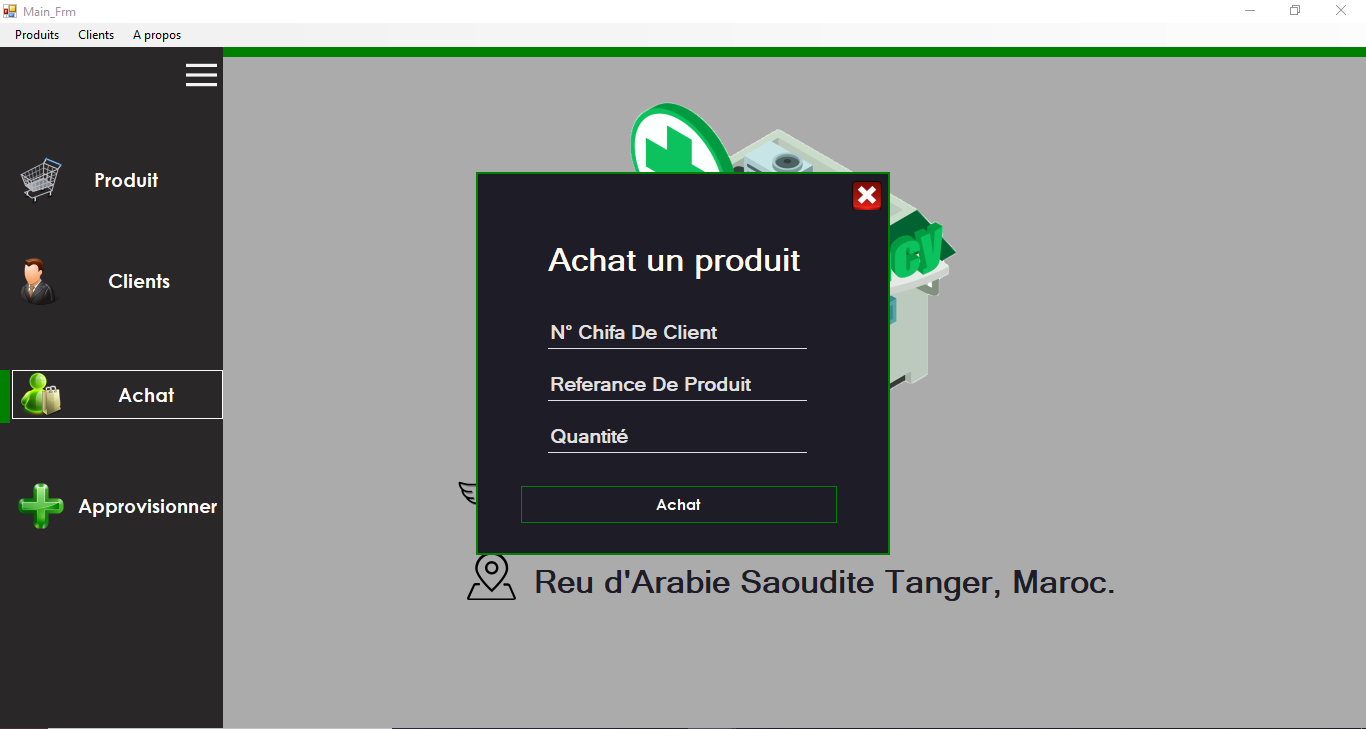 Main_Frm
Produits Clients A propos
Produit
Clients
Achat
Approvisionner
cy
Achat un produit
N° Chifa De Client
Referance De Produit
Quantité
Achat
Reu d'Arabie Saoudite Tanger, Maroc.